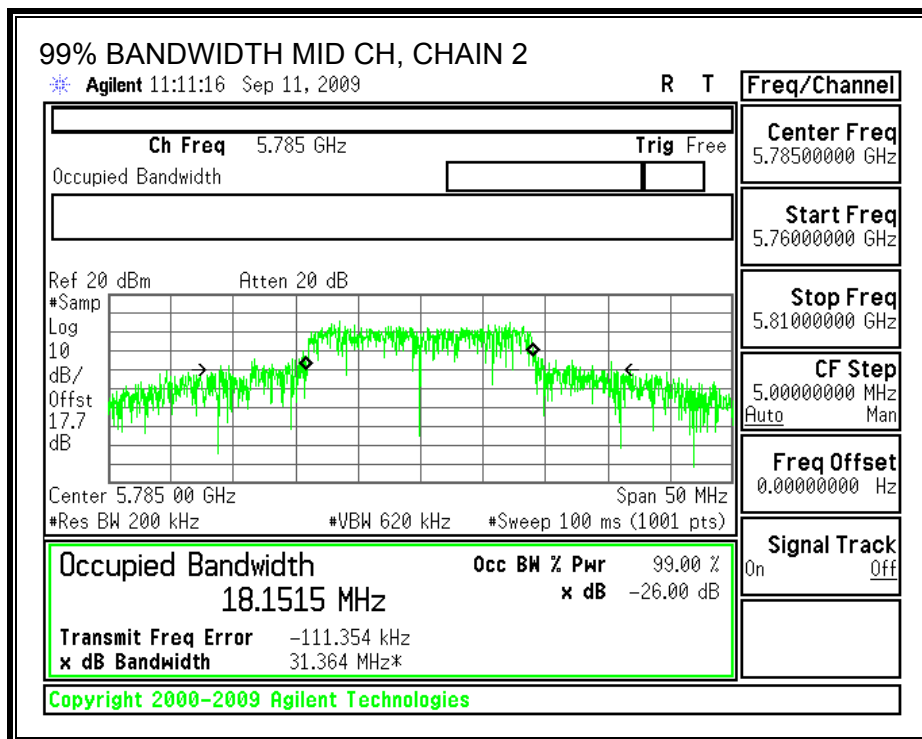 99% BANDWIDTH MID CH, CHAIN 2
Agilent 11:11:16 Sep 11, 2009 R T
Freq/Channel
Ch Freq 5.785 GHz Trig Free
Occupied Bandwidth
Center Freq
5.78500000 GHz
Start Freq
5.76000000 GHz
Stop Freq
5.81000000 GHz
CF Step
5.00000000 MHz
Auto Man
Freq Offset
0.00000000 Hz
Signal Track
On Off
Ref 20 dBm Atten 20 dB
#Samp
Log
10
dB/
Offst
17.7
dB
Center 5.785 00 GHz Span 50 MHz
#Res BW 200 kHz #VBW 620 kHz #Sweep 100 ms (1001 pts)
Occupied Bandwidth Occ BW % Pwr 99.00 %
18.1515 MHz x dB -26.00 dB
Transmit Freq Error -111.354 kHz
x dB Bandwidth 31.364 MHz*
Copyright 2000-2009 Agilent Technologies